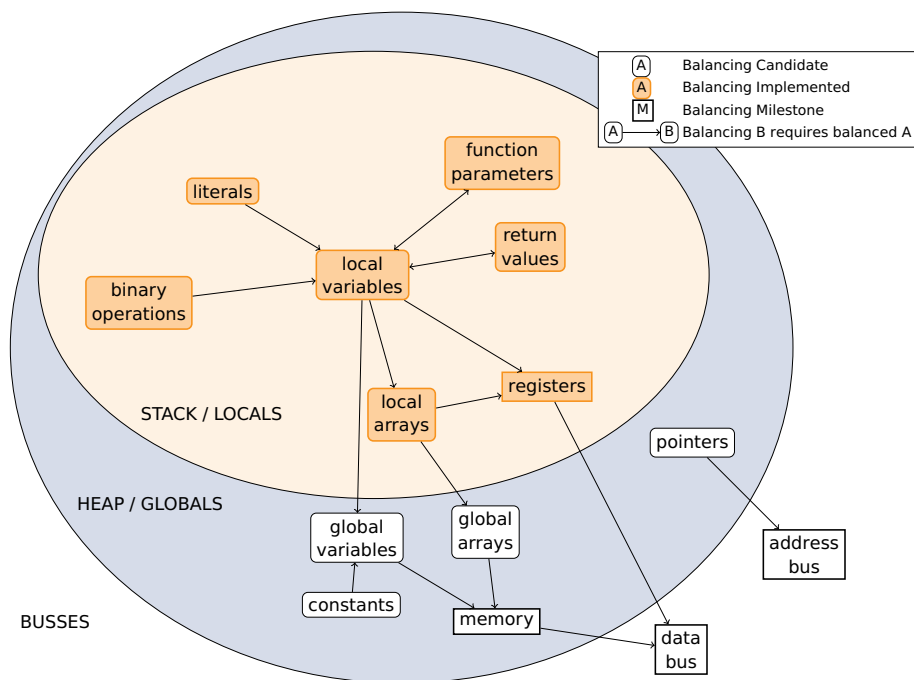 A Balancing Candidate
A Balancing Implemented
M Balancing Milestone
A B Balancing B requires balanced A
function
parameters
literals
return
values
local
variables
binary
operations
registers
local
arrays
STACK / LOCALS
pointers
HEAP / GLOBALS
global
variables
global
arrays
address
bus
constants
memory
BUSSES
data
bus